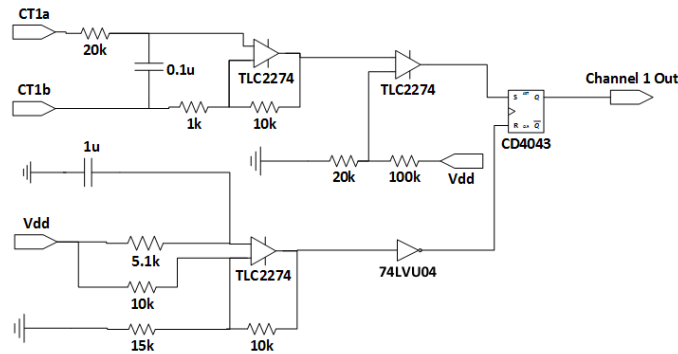 CT1a
20k
0.1u
TLC2274
TLC2274
Channel 1 Out
CT1b
1k
10k
S Q
R Q
CD4043
20k
100k
Vdd
1u
Vdd
5.1k
TLC2274
74LVU04
10k
15k
10k